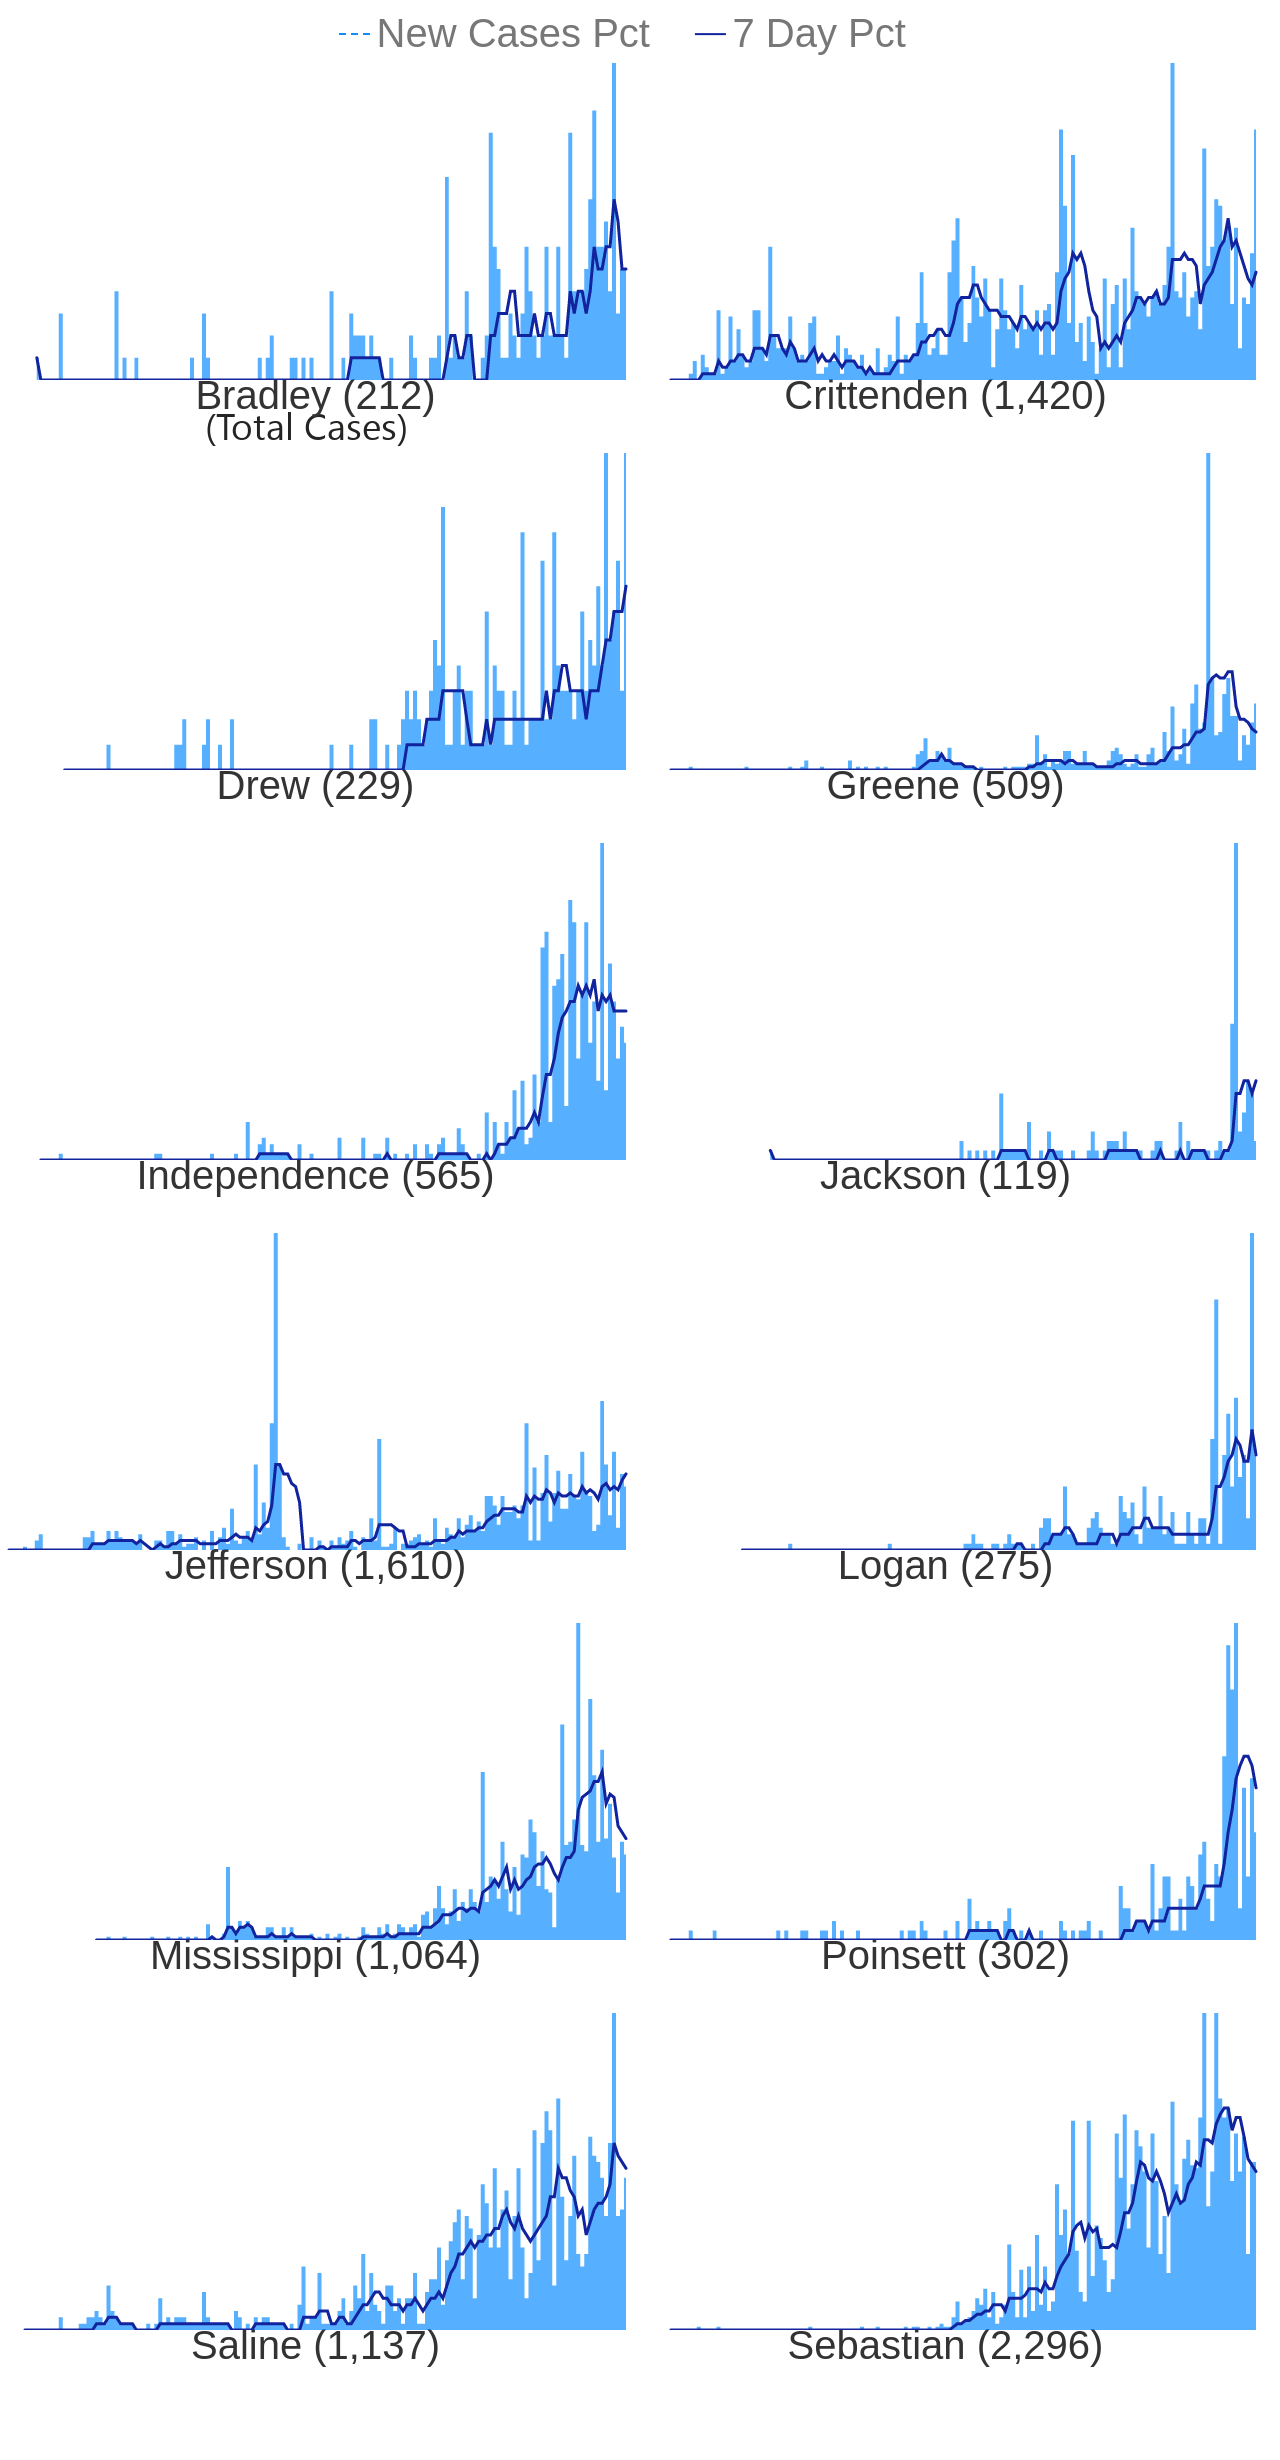 New Cases Pct 7 Day Pct
Bradley (212) Crittenden (1,420)
(Total Cases)
Drew (229) Greene (509)
Independence (565) Jackson (119)
Jefferson (1,610) Logan (275)
Mississippi (1,064) Poinsett (302)
Saline (1,137) Sebastian (2,296)